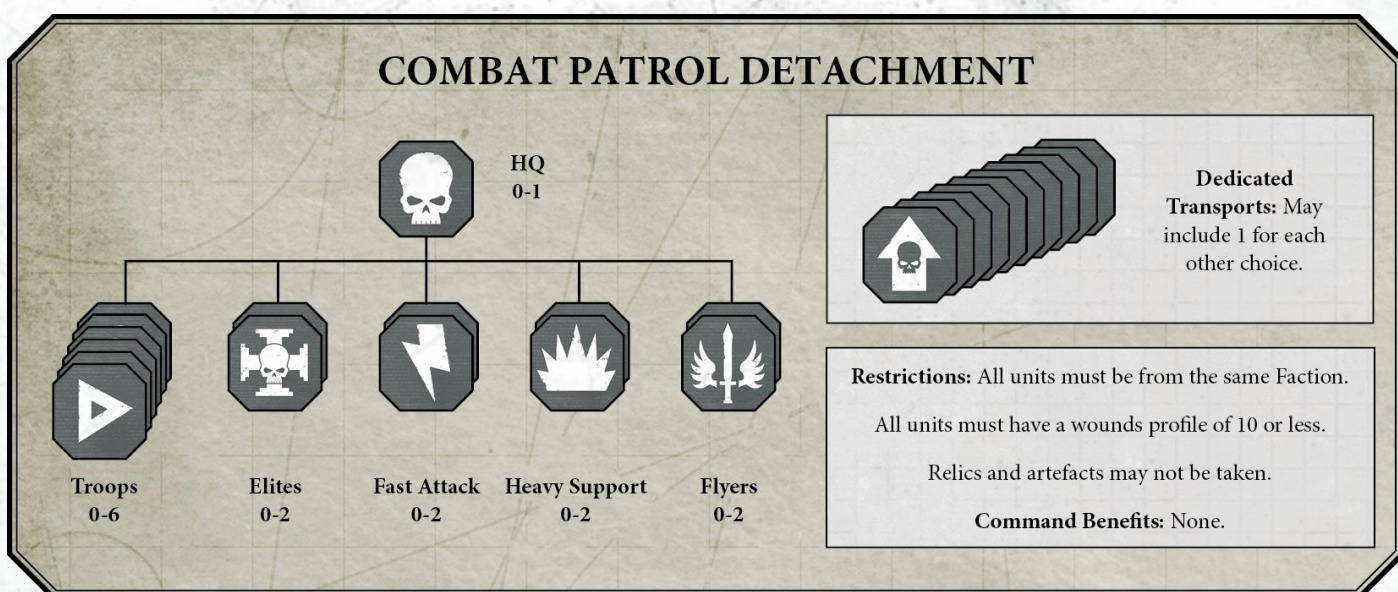 COMBAT PATROL DETACHMENT
HQ
0-1
Dedicated
Transports: May
include 1 for each
other choice.
Troops
0-6
Elites
0-2
Fast Attack
0-2
Heavy Support
0-2
Flyers
0-2
Restrictions: All units must be from the same Faction.
All units must have a wounds profile of 10 or less.
Relics and artefacts may not be taken.
Command Benefits: None.